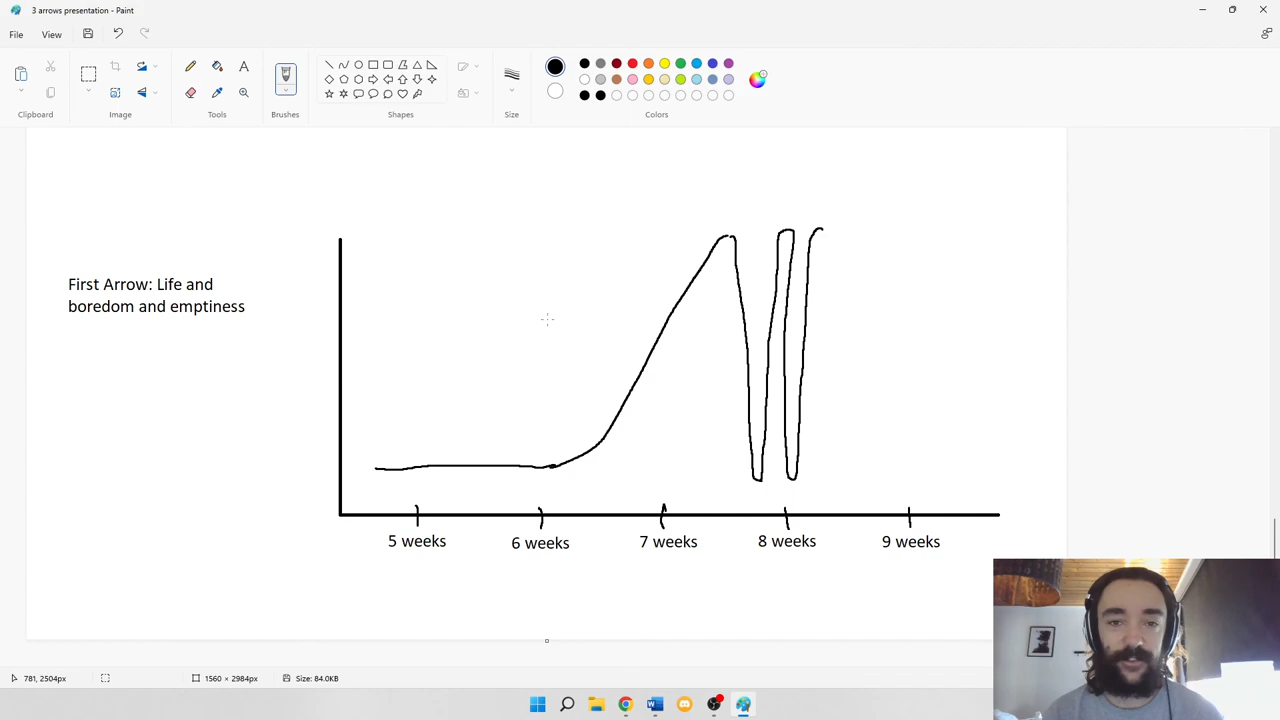 3 arrows presentation - Paint
File View
A
Clipboard Image Tools Brushes Shapes Size Colors
First Arrow: Life and
boredom and emptiness
5 weeks 6 weeks 7 weeks 8 weeks 9 weeks
781, 2504px 1560 × 2984px Size: 84.0KB